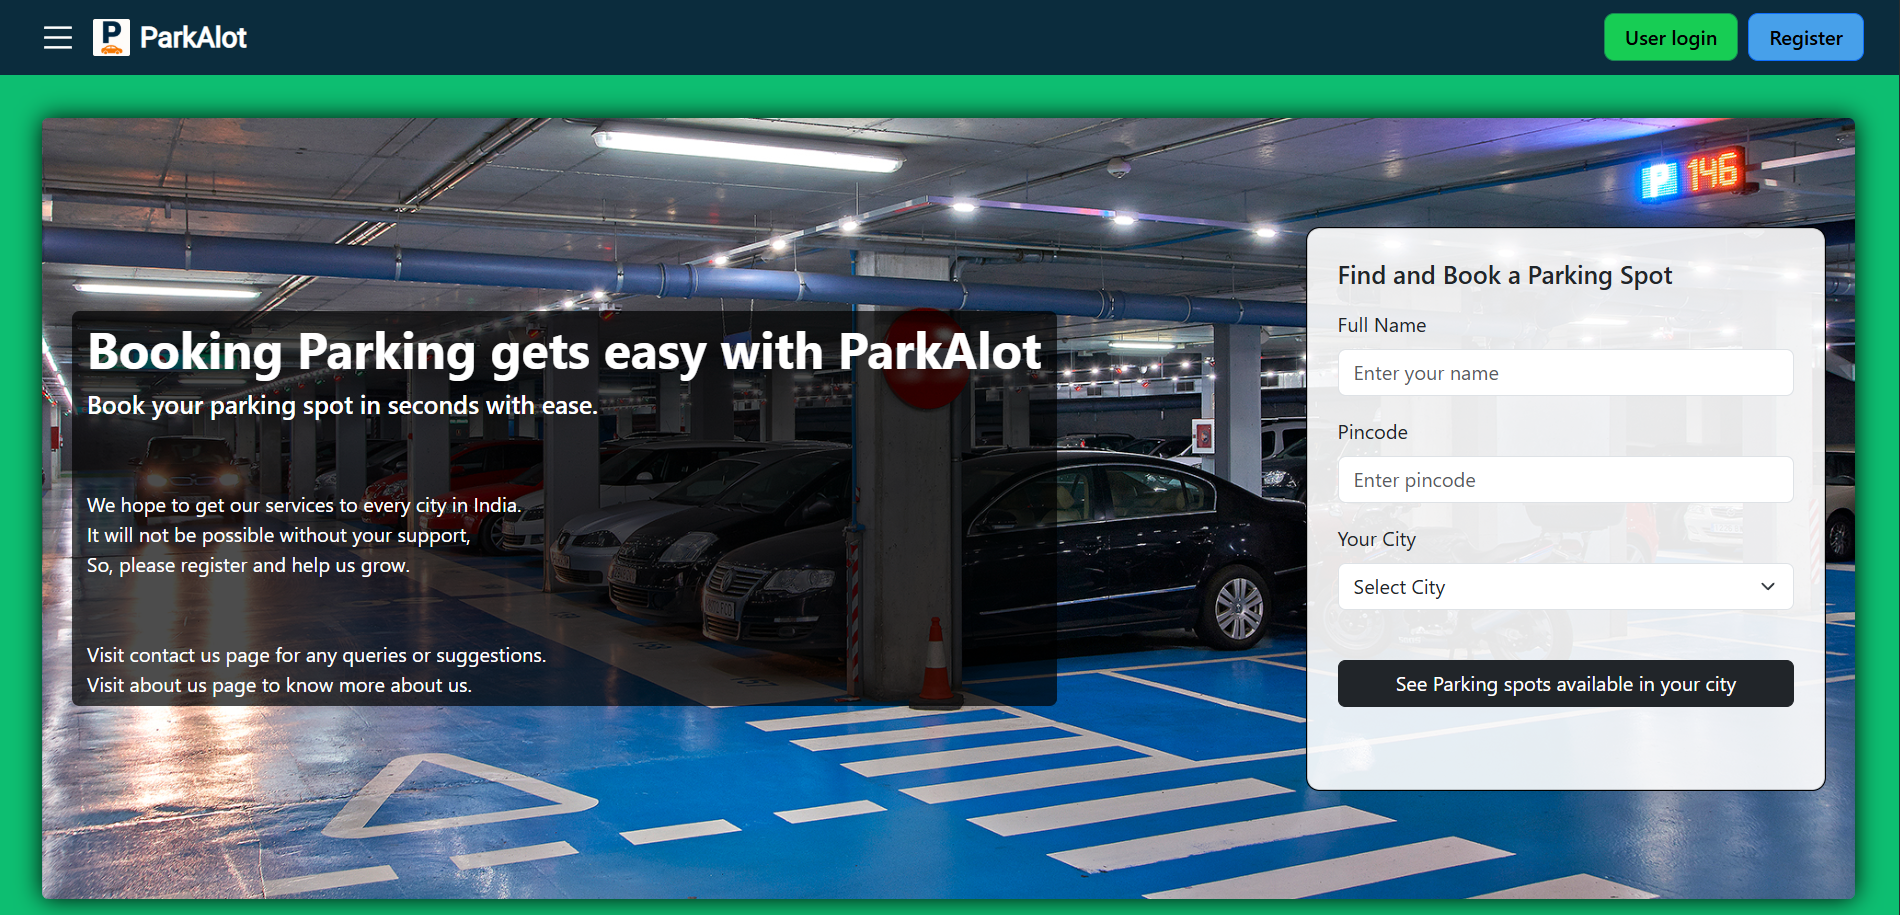 P ParkAlot
User login
Register
P 146
Booking Parking gets easy with ParkAlot
Book your parking spot in seconds with ease.
We hope to get our services to every city in India.
It will not be possible without your support,
So, please register and help us grow.
Visit contact us page for any queries or suggestions.
Visit about us page to know more about us.
Find and Book a Parking Spot
Full Name
Enter your name
Pincode
Enter pincode
Your City
Select City
See Parking spots available in your city